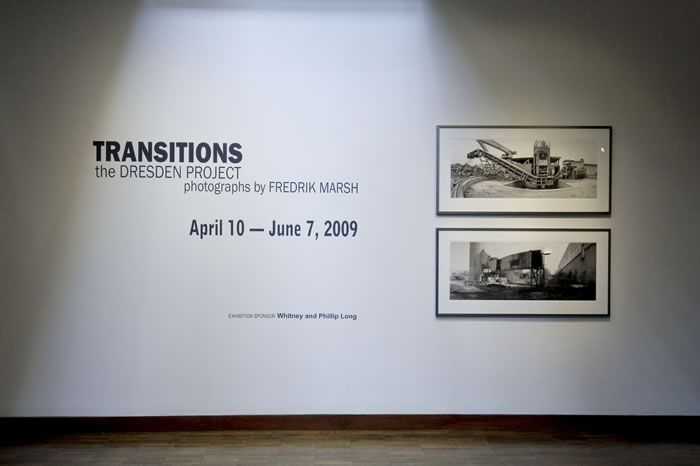 TRANSITIONS
the DRESDEN PROJECT
photographs by FREDRIK MARSH
April 10 — June 7, 2009
EXHIBITION SPONSOR Whitney and Phillip Long